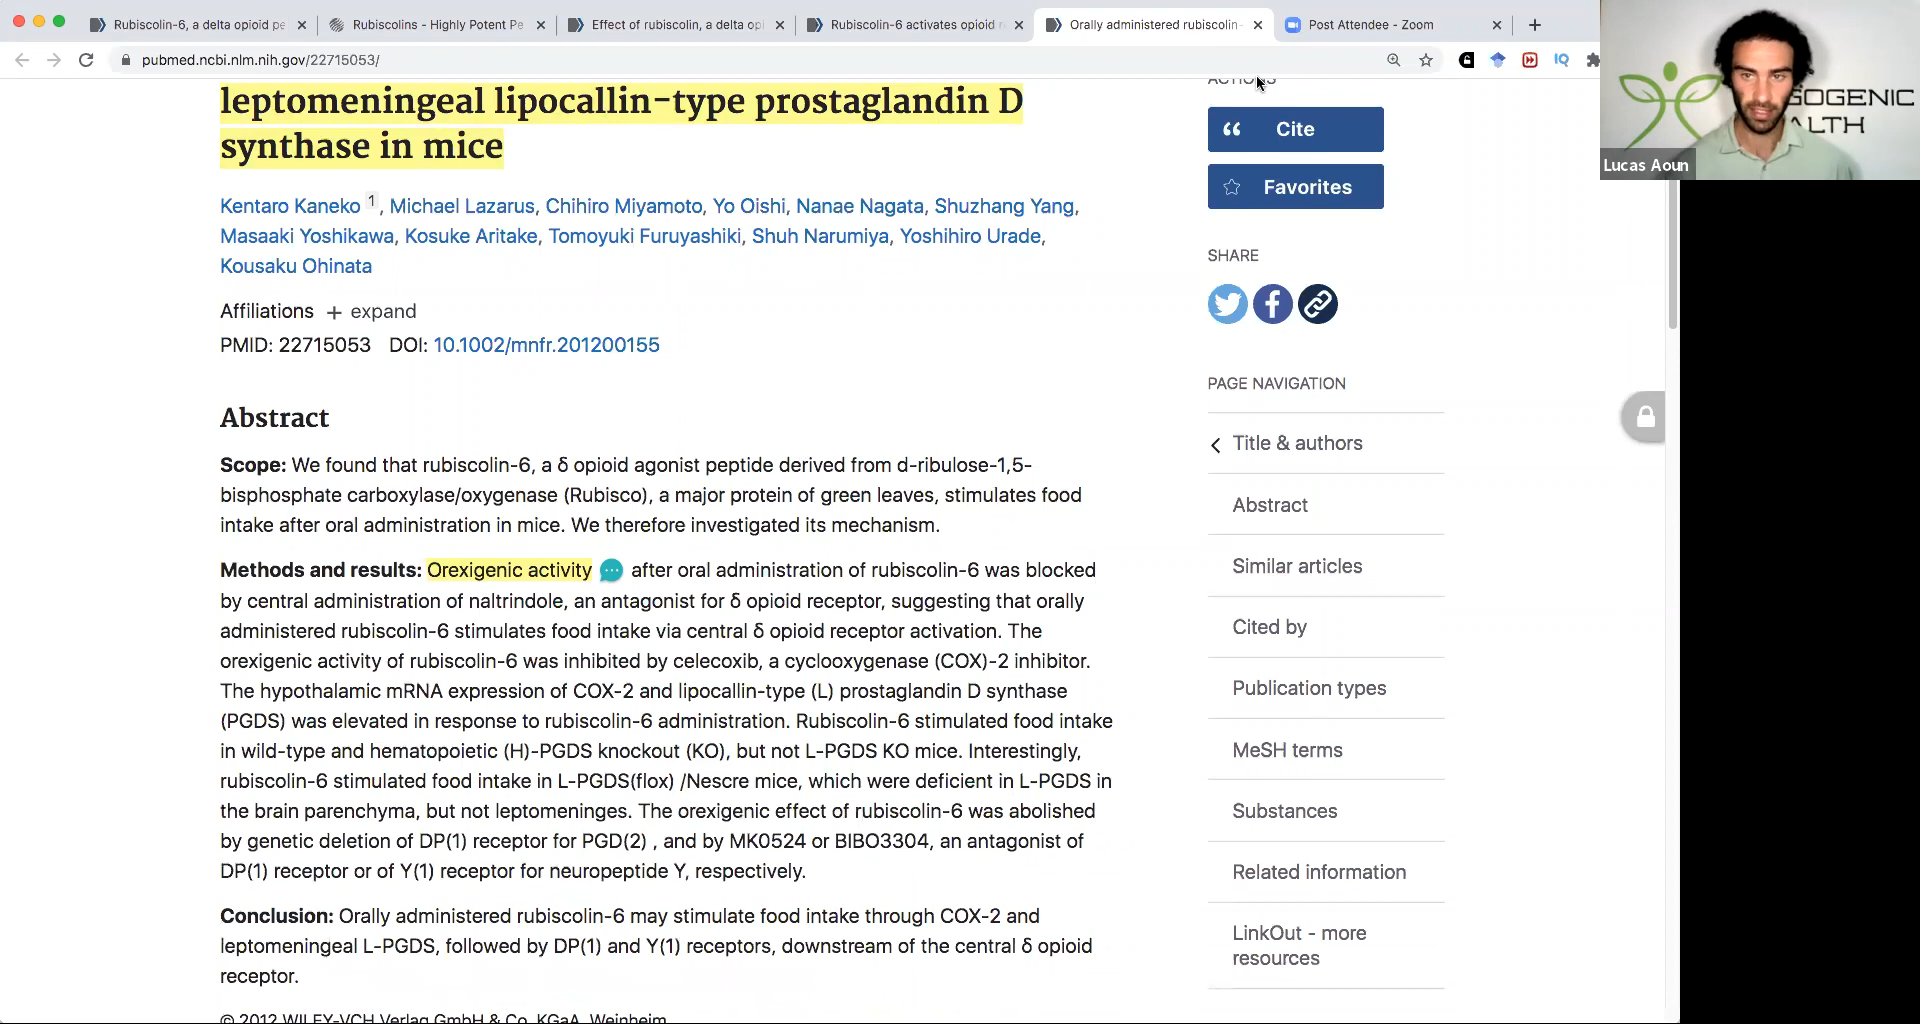 Rubiscolin-6, a delta opioid pe
Rubiscolins - Highly Potent Pe
Effect of rubiscolin, a delta op
Rubiscolin-6 activates opioid r
Orally administered rubiscolin-
Post Attendee - Zoom
pubmed.ncbi.nlm.nih.gov/22715053/
IQ
GOGENIC
ALTH
Lucas Aoun
leptomeningeal lipocallin-type prostaglandin D
synthase in mice
Kentaro Kaneko 1, Michael Lazarus, Chihiro Miyamoto, Yo Oishi, Nanae Nagata, Shuzhang Yang,
Masaaki Yoshikawa, Kosuke Aritake, Tomoyuki Furuyashiki, Shuh Narumiya, Yoshihiro Urade,
Kousaku Ohinata
Affiliations + expand
PMID: 22715053 DOI: 10.1002/mnfr.201200155
Abstract
Scope: We found that rubiscolin-6, a δ opioid agonist peptide derived from d-ribulose-1,5-
bisphosphate carboxylase/oxygenase (Rubisco), a major protein of green leaves, stimulates food
intake after oral administration in mice. We therefore investigated its mechanism.
Methods and results: Orexigenic activity after oral administration of rubiscolin-6 was blocked
by central administration of naltrindole, an antagonist for δ opioid receptor, suggesting that orally
administered rubiscolin-6 stimulates food intake via central δ opioid receptor activation. The
orexigenic activity of rubiscolin-6 was inhibited by celecoxib, a cyclooxygenase (COX)-2 inhibitor.
The hypothalamic mRNA expression of COX-2 and lipocallin-type (L) prostaglandin D synthase
(PGDS) was elevated in response to rubiscolin-6 administration. Rubiscolin-6 stimulated food intake
in wild-type and hematopoietic (H)-PGDS knockout (KO), but not L-PGDS KO mice. Interestingly,
rubiscolin-6 stimulated food intake in L-PGDS(flox) /Nescre mice, which were deficient in L-PGDS in
the brain parenchyma, but not leptomeninges. The orexigenic effect of rubiscolin-6 was abolished
by genetic deletion of DP(1) receptor for PGD(2) , and by MK0524 or BIBO3304, an antagonist of
DP(1) receptor or of Y(1) receptor for neuropeptide Y, respectively.
Conclusion: Orally administered rubiscolin-6 may stimulate food intake through COX-2 and
leptomeningeal L-PGDS, followed by DP(1) and Y(1) receptors, downstream of the central δ opioid
receptor.
© 2012 WILEY-VCH Verlag GmbH & Co. KGaA, Weinheim
ACTIONS
Cite
Favorites
SHARE
PAGE NAVIGATION
Title & authors
Abstract
Similar articles
Cited by
Publication types
MeSH terms
Substances
Related information
LinkOut - more
resources